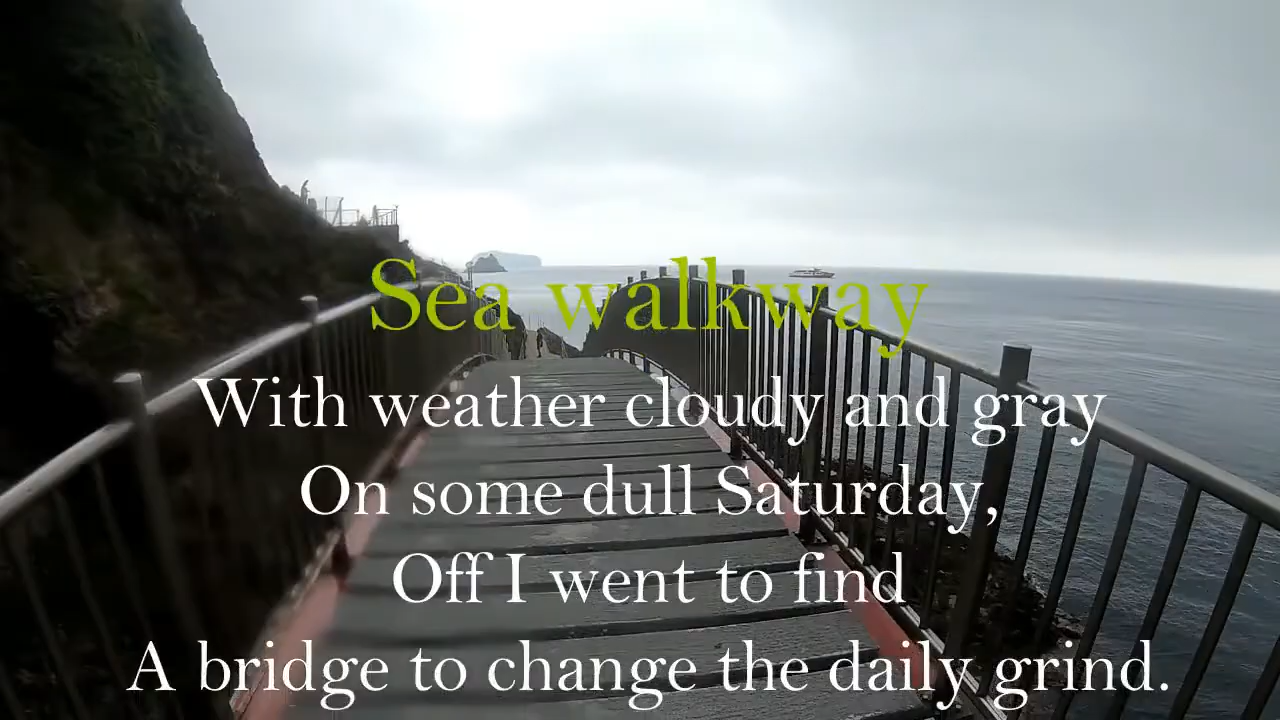 Sea walkway
With weather cloudy and gray
On some dull Saturday,
Off I went to find
A bridge to change the daily grind.